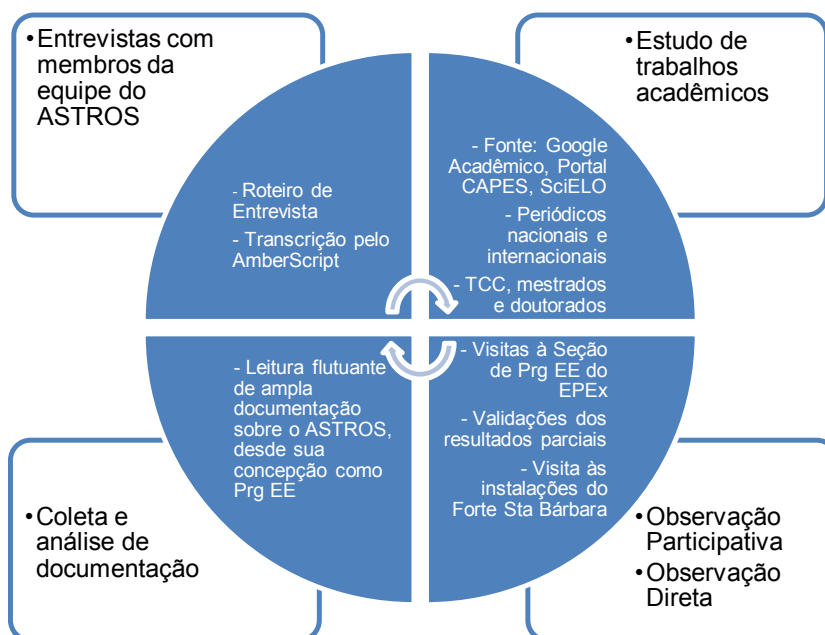 •Entrevistas com
membros da
equipe do
ASTROS
•Estudo de
trabalhos
acadêmicos
- Roteiro de
Entrevista
- Transcrição pelo
AmberScript
- Fonte: Google
Acadêmico, Portal
CAPES, SciELO
- Periódicos
nacionais e
internacionais
- TCC, mestrados
e doutorados
- Leitura flutuante
de ampla
documentação
sobre o ASTROS,
desde sua
concepção como
Prg EE
- Visitas à Seção
de Prg EE do
EPEx
- Validações dos
resultados parciais
- Visita às
instalações do
Forte Sta Bárbara
•Coleta e
análise de
documentação
•Observação
Participativa
•Observação
Direta